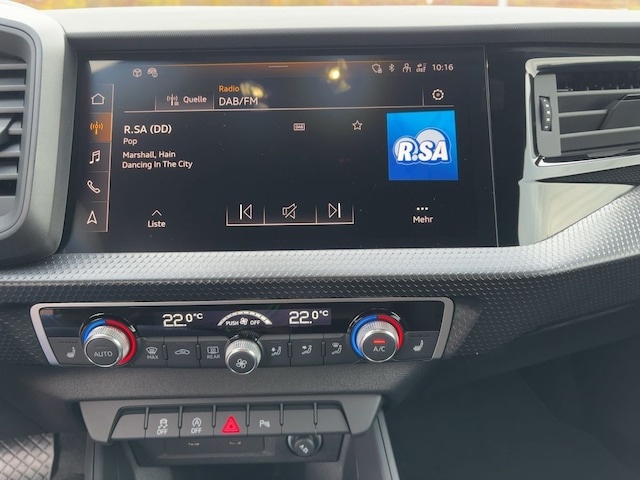 10:16
Radio
Quelle
DAB/FM
R.SA (DD)
Pop
Marshall, Hain
Dancing In The City
R.SA
Liste
Mehr
22.0°C
PUSH OFF
22.0°C
AUTO
MAX
REAR
A/C
OFF
OFF